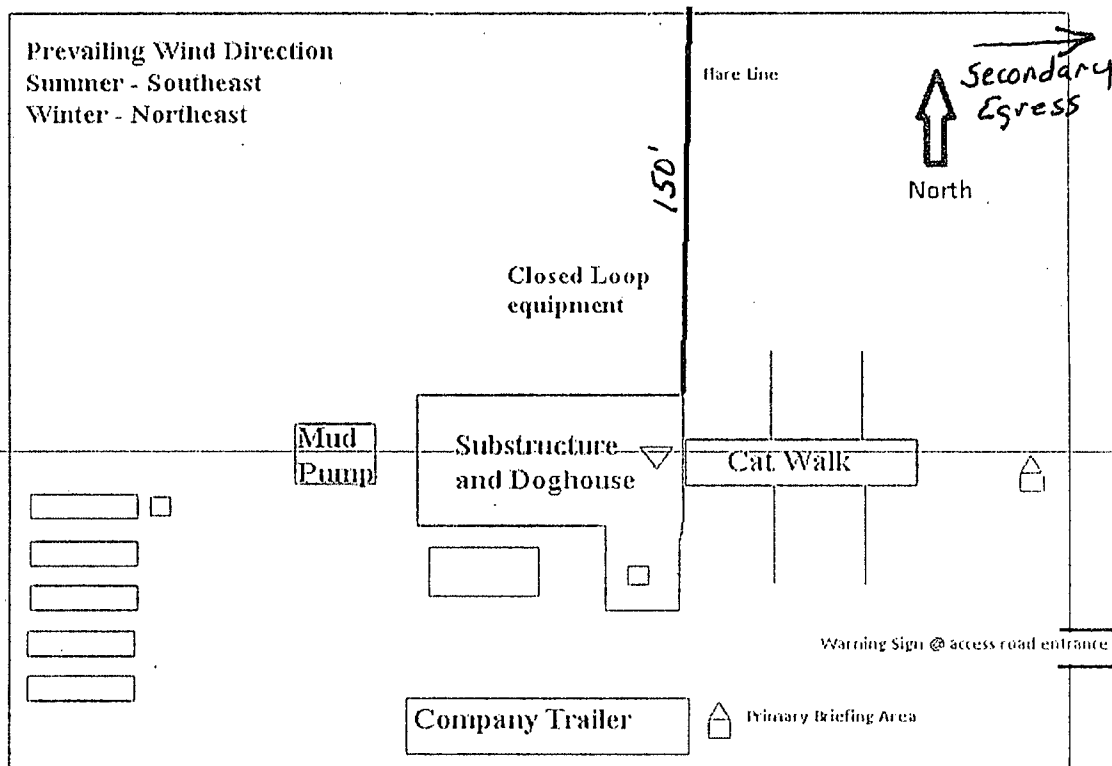 Prevailing Wind Direction
Summer - Southeast
Winter - Northeast
Flare Line
Secondary
Egress
North
150'
Closed Loop
equipment
Mud
Pump
Substructure
and Doghouse
Cat Walk
Warning Sign @ access road entrance
Company Trailer
Primary Briefing Area